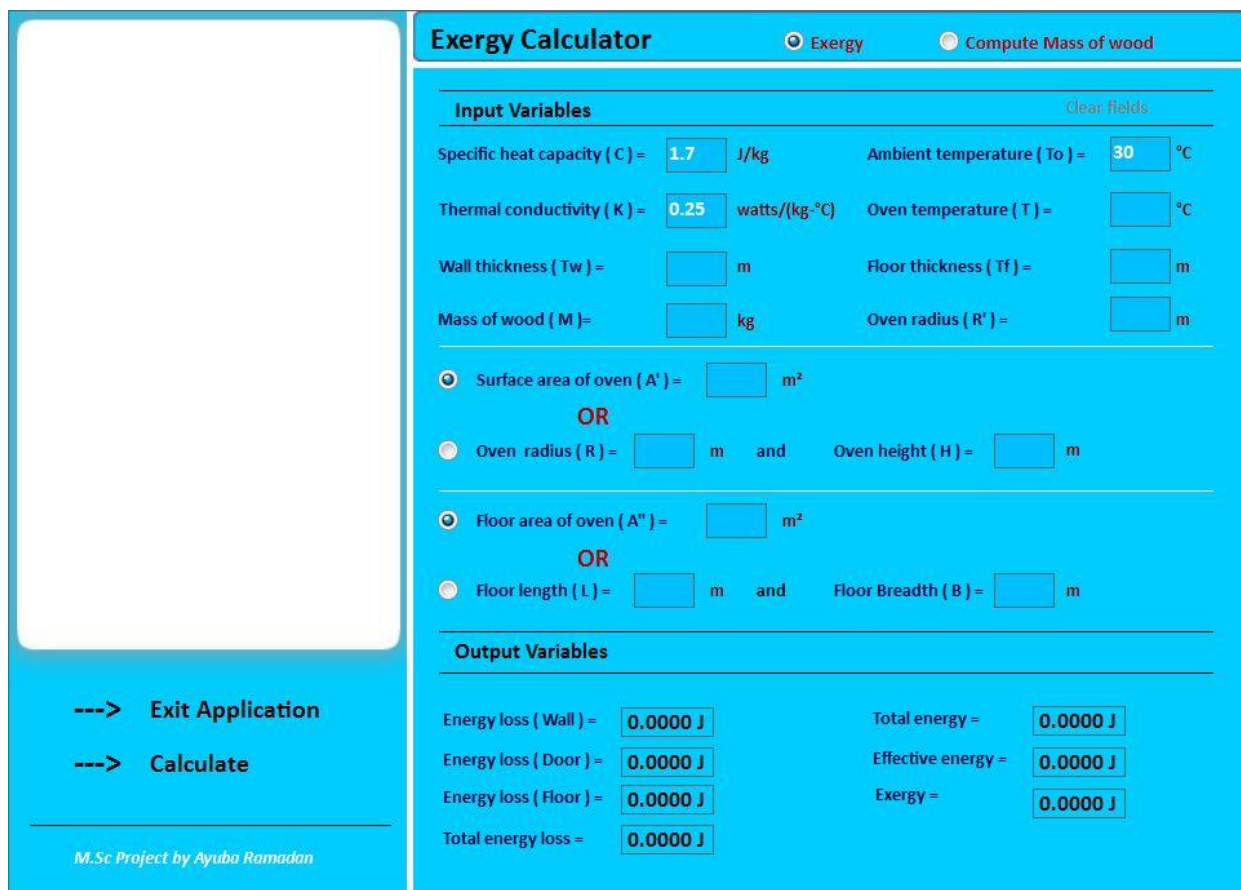 Exergy Calculator Exergy Compute Mass of wood
Input Variables Clear fields
Specific heat capacity ( C ) = 1.7 J/kg Ambient temperature ( To ) = 30 °C
Thermal conductivity ( K ) = 0.25 watts/(kg-°C) Oven temperature ( T ) = °C
Wall thickness ( Tw ) = m Floor thickness ( Tf ) = m
Mass of wood ( M )= kg Oven radius ( R' ) = m
Surface area of oven ( A' ) = m²
OR
Oven radius ( R ) = m and Oven height ( H ) = m
Floor area of oven ( A" ) = m²
OR
Floor length ( L ) = m and Floor Breadth ( B ) = m
Output Variables
Energy loss ( Wall ) = 0.0000 J Total energy = 0.0000 J
Energy loss ( Door ) = 0.0000 J Effective energy = 0.0000 J
Energy loss ( Floor ) = 0.0000 J Exergy = 0.0000 J
Total energy loss = 0.0000 J
---> Exit Application
---> Calculate
M.Sc Project by Ayuba Ramadan